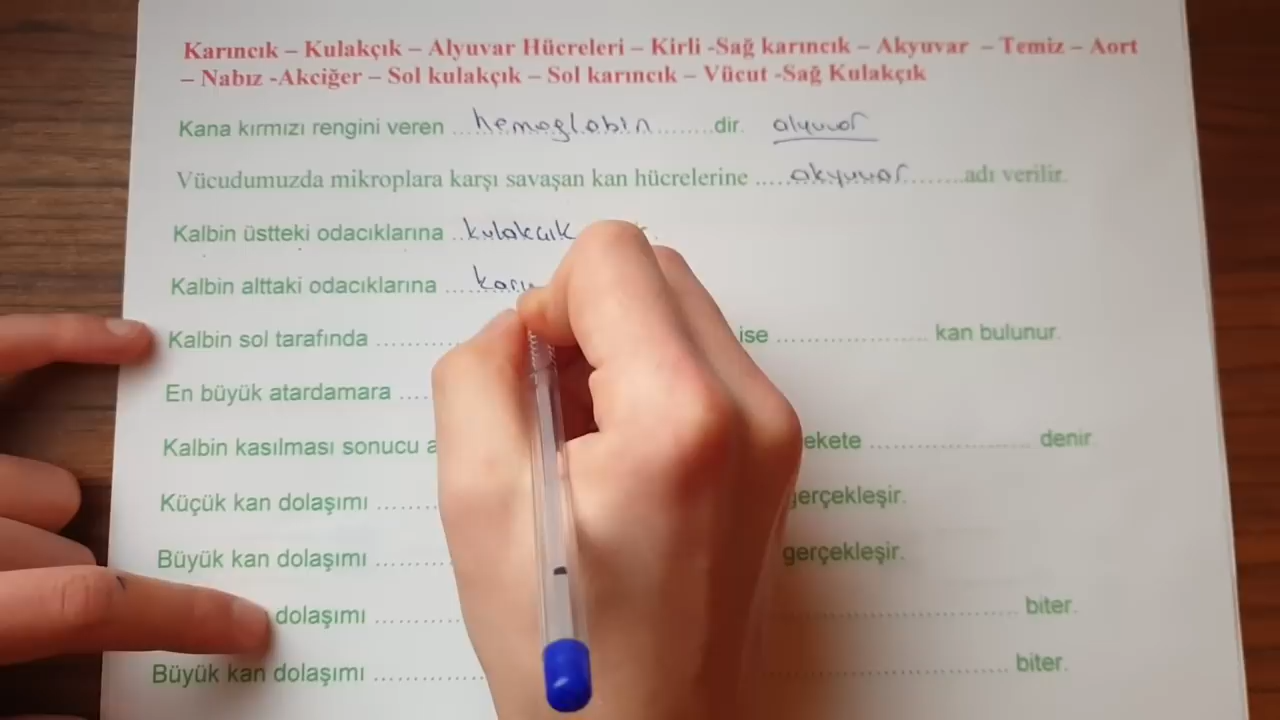 Karıncık – Kulakçık – Alyuvar Hücreleri – Kirli -Sağ karıncık – Akyuvar – Temiz – Aort
– Nabız -Akciğer – Sol kulakçık – Sol karıncık – Vücut -Sağ Kulakçık
Kana kırmızı rengini veren ...hemoglobin........dir. alyuvar
Vücudumuzda mikroplara karşı savaşan kan hücrelerine .....akyuvar........adı verilir.
Kalbin üstteki odacıklarına ..kulakcık
Kalbin alttaki odacıklarına ....
Kalbin sol tarafında .......... ise .................... kan bulunur.
En büyük atardamara ....
Kalbin kasılması sonucu ..................... denir.
Küçük kan dolaşımı ....... gerçekleşir.
Büyük kan dolaşımı ......... gerçekleşir.
dolaşımı .......... biter.
Büyük kan dolaşımı ............. biter.